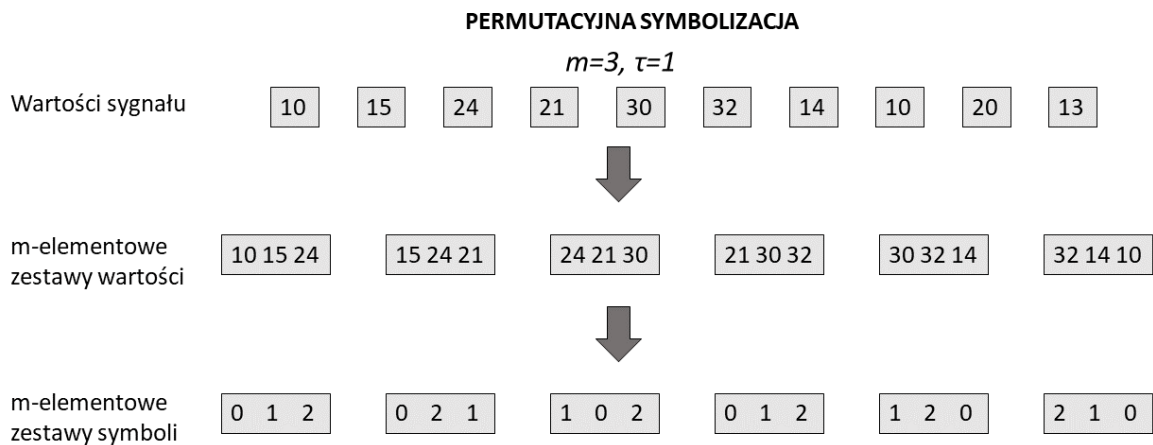 PERMUTACYJNA SYMBOLIZACJA
m=3, τ=1
Wartości sygnału 10 15 24 21 30 32 14 10 20 13
m-elementowe
zestawy wartości
10 15 24 15 24 21 24 21 30 21 30 32 30 32 14 32 14 10
m-elementowe
zestawy symboli
0 1 2 0 2 1 1 0 2 0 1 2 1 2 0 2 1 0